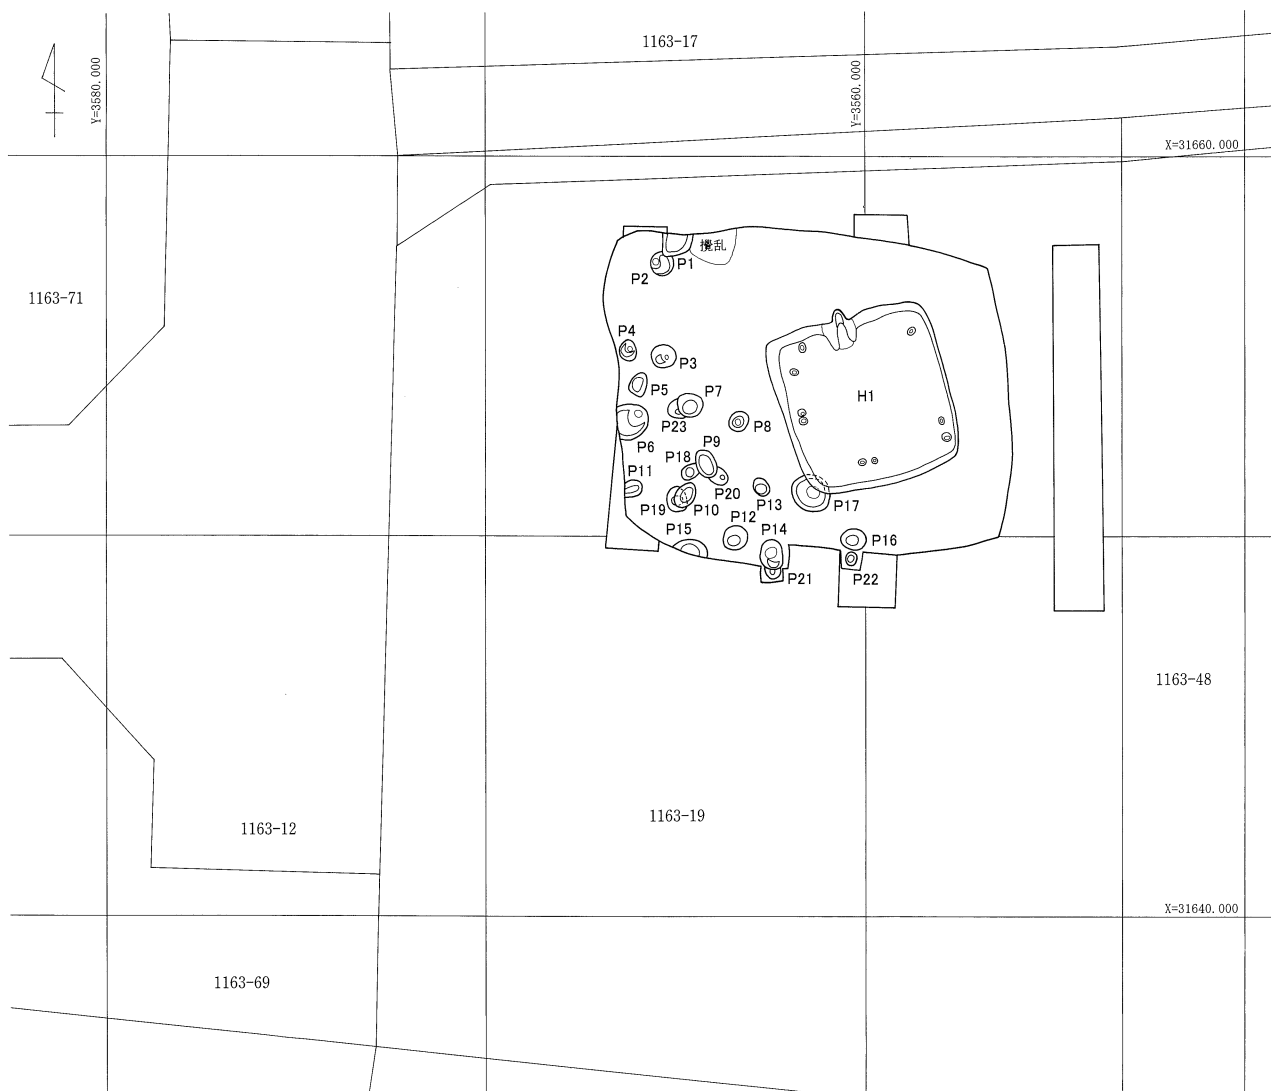 1163-17
Y=3580.000
Y=3560.000
X=31660.000
攪乱
P1
P2
1163-71
P4
P3
P5
P7
H1
P23
P8
P6
P9
P18
P11
P20
P13
P19
P10
P17
P12
P15
P14
P16
P21
P22
1163-48
1163-19
1163-12
X=31640.000
1163-69